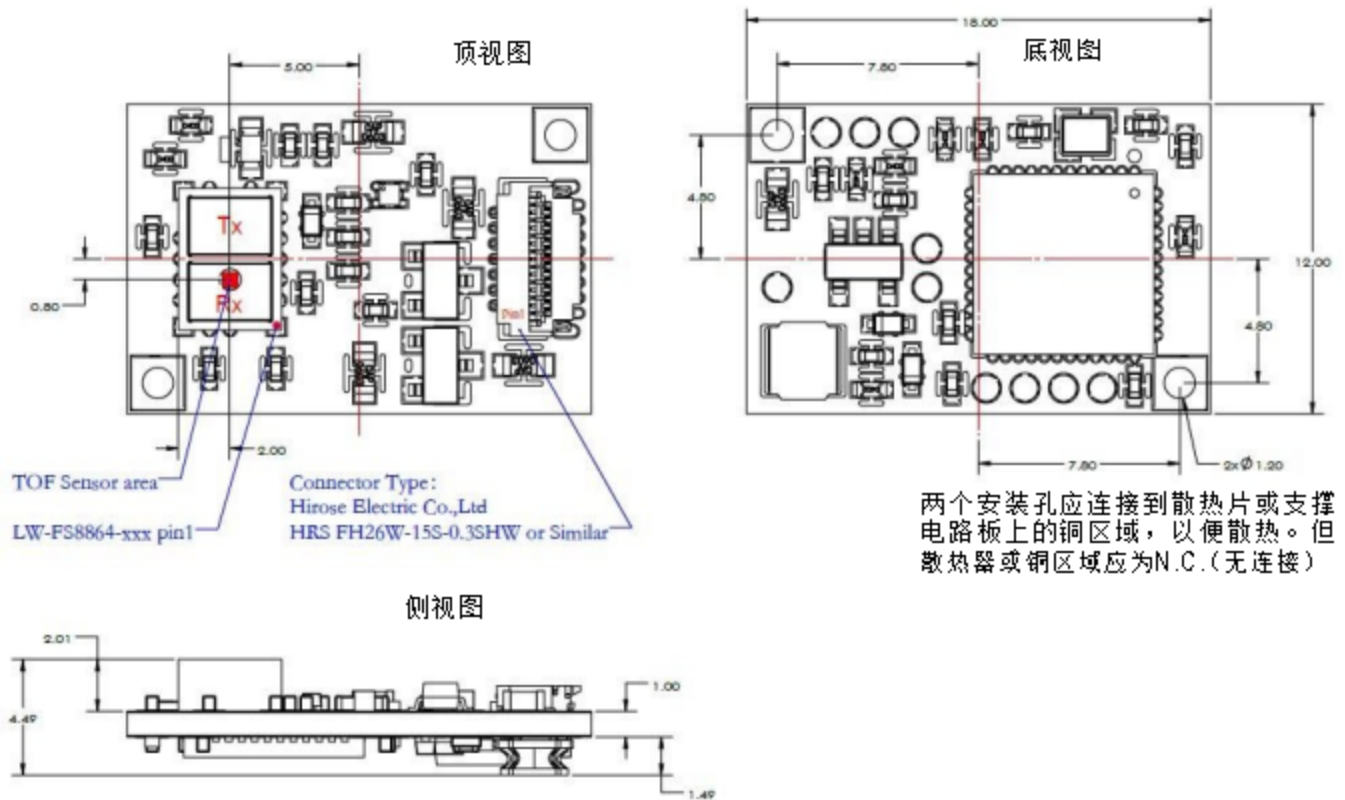 顶视图
5.00
Tx
Rx
Pin1
0.80
2.00
TOF Sensor area
LW-FS8864-xxx pin1
Connector Type:
Hirose Electric Co.,Ltd
HRS FH26W-15S-0.3SHW or Similar
底视图
18.00
7.80
4.80
12.00
4.80
7.80
2xØ1.20
两个安装孔应连接到散热片或支撑
电路板上的铜区域，以便散热。但
散热器或铜区域应为N.C.(无连接)
侧视图
2.01
4.49
1.00
1.49